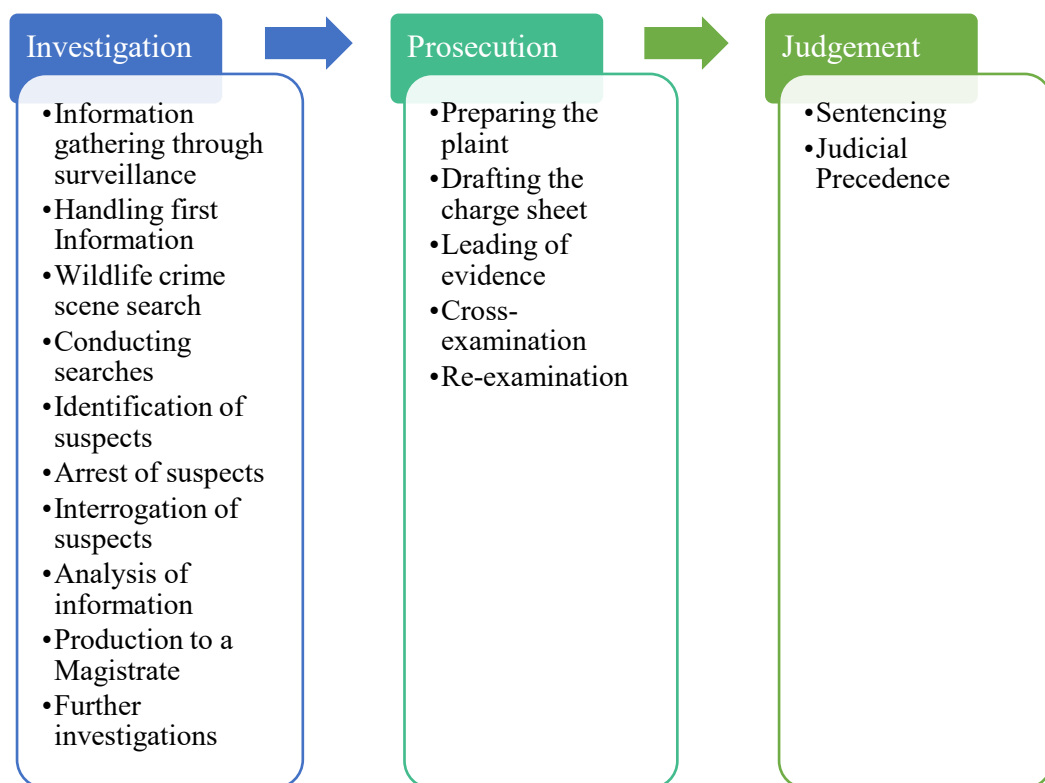 Investigation
•Information
gathering through
surveillance
•Handling first
Information
•Wildlife crime
scene search
•Conducting
searches
•Identification of
suspects
•Arrest of suspects
•Interrogation of
suspects
•Analysis of
information
•Production to a
Magistrate
•Further
investigations
Prosecution
•Preparing the
plaint
•Drafting the
charge sheet
•Leading of
evidence
•Cross-
examination
•Re-examination
Judgement
•Sentencing
•Judicial
Precedence